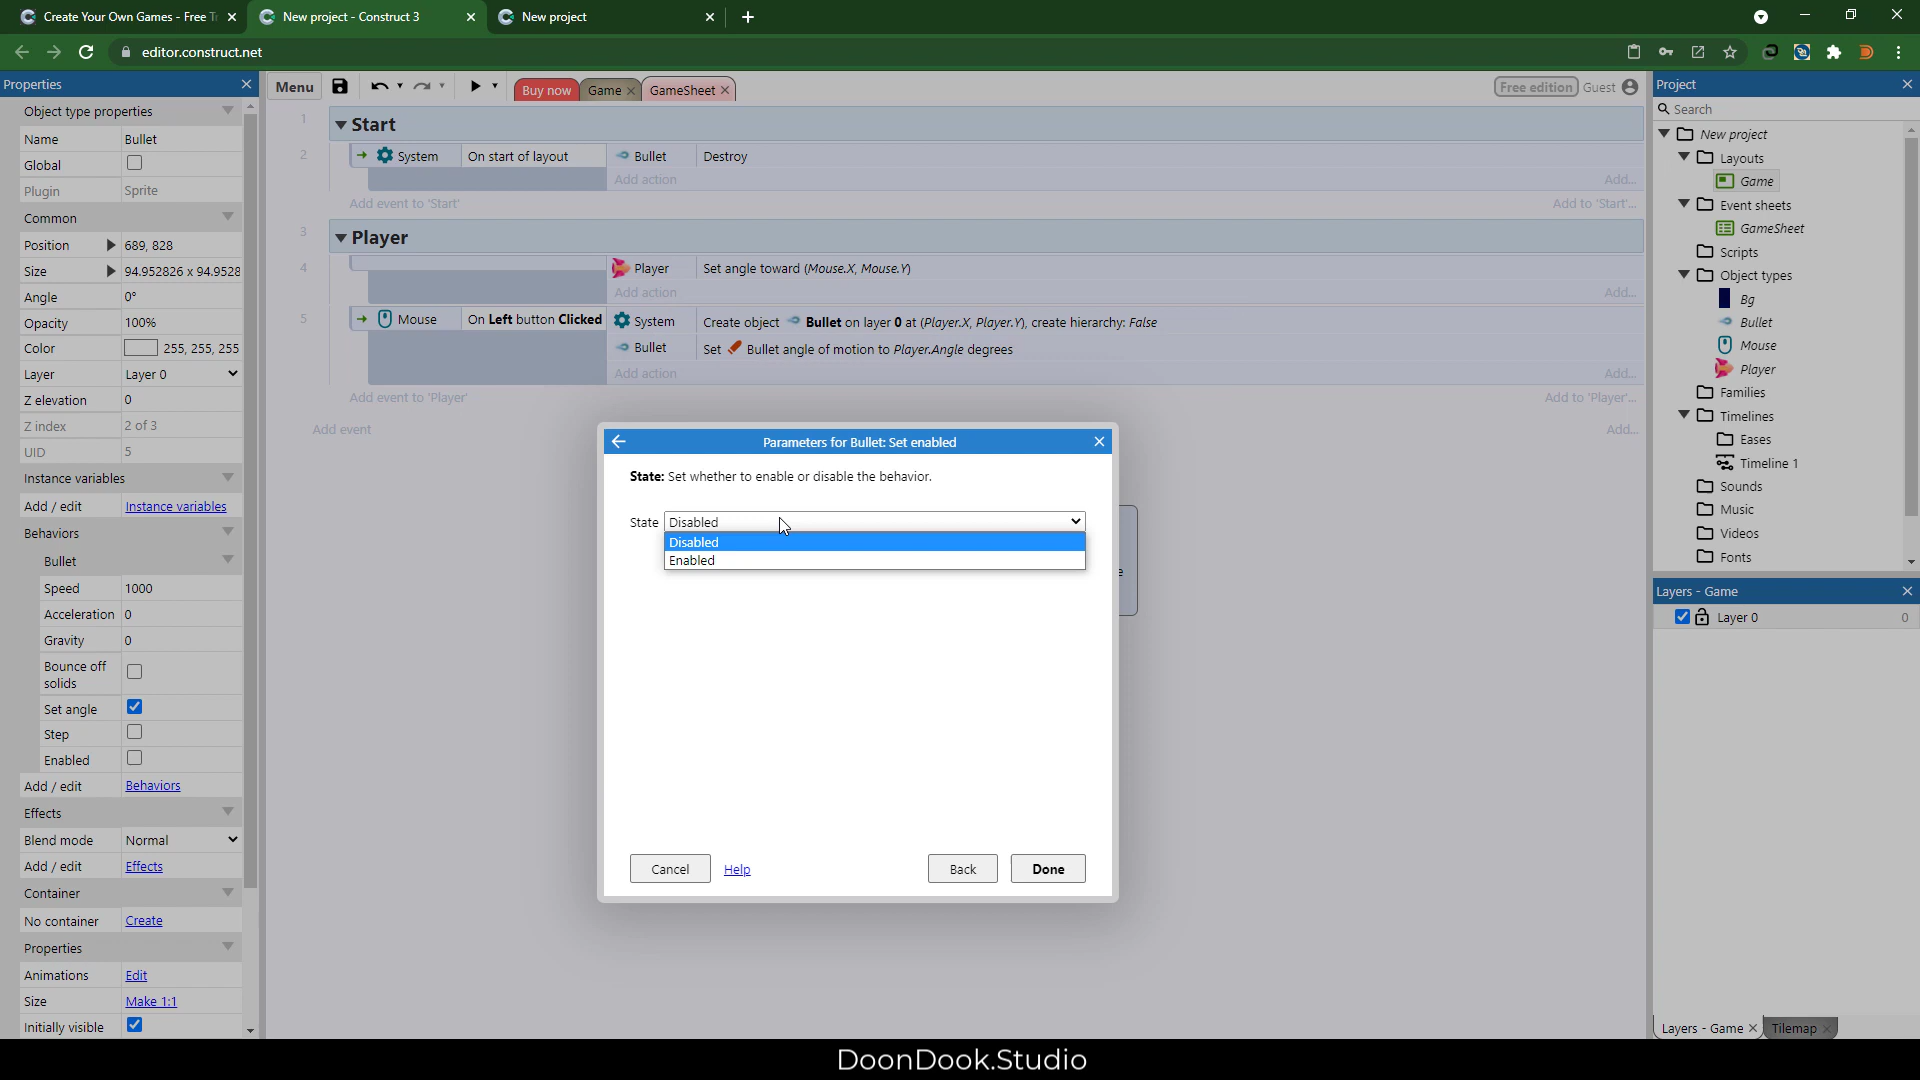 Create Your Own Games - Free Tr
New project - Construct 3
New project
editor.construct.net
Properties
Object type properties
Name Bullet
Global
Plugin Sprite
Common
Position 689, 828
Size 94.952826 x 94.9528
Angle 0°
Opacity 100%
Color 255, 255, 255
Layer Layer 0
Z elevation 0
Z index 2 of 3
UID 5
Instance variables
Add / edit Instance variables
Behaviors
Bullet
Speed 1000
Acceleration 0
Gravity 0
Bounce off
solids
Set angle
Step
Enabled
Add / edit Behaviors
Effects
Blend mode Normal
Add / edit Effects
Container
No container Create
Properties
Animations Edit
Size Make 1:1
Initially visible
Menu
Buy now
Game
GameSheet
Free edition Guest
1 Start
2 System On start of layout Bullet Destroy
Add action Add...
Add event to 'Start' Add to 'Start'...
3 Player
4 Player Set angle toward (Mouse.X, Mouse.Y)
Add action Add...
5 Mouse On Left button Clicked System Create object Bullet on layer 0 at (Player.X, Player.Y), create hierarchy: False
Bullet Set Bullet angle of motion to Player.Angle degrees
Add action Add...
Add event to 'Player' Add to 'Player'...
Add event Add...
Parameters for Bullet: Set enabled
State: Set whether to enable or disable the behavior.
State Disabled
Disabled
Enabled
e
Cancel Help Back Done
Project
Search
New project
Layouts
Game
Event sheets
GameSheet
Scripts
Object types
Bg
Bullet
Mouse
Player
Families
Timelines
Eases
Timeline 1
Sounds
Music
Videos
Fonts
Layers - Game
Layer 0 0
Layers - Game Tilemap
DoonDook.Studio